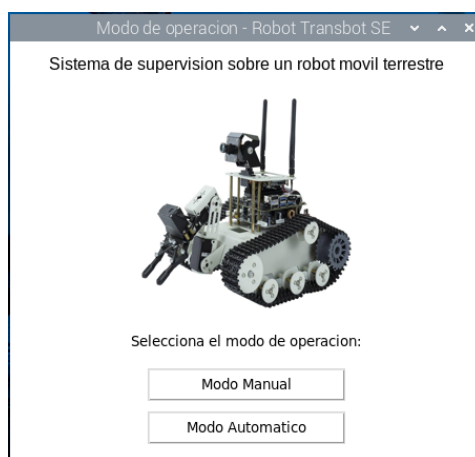 Modo de operacion - Robot Transbot SE
Sistema de supervision sobre un robot movil terrestre
Selecciona el modo de operacion:
Modo Manual
Modo Automatico